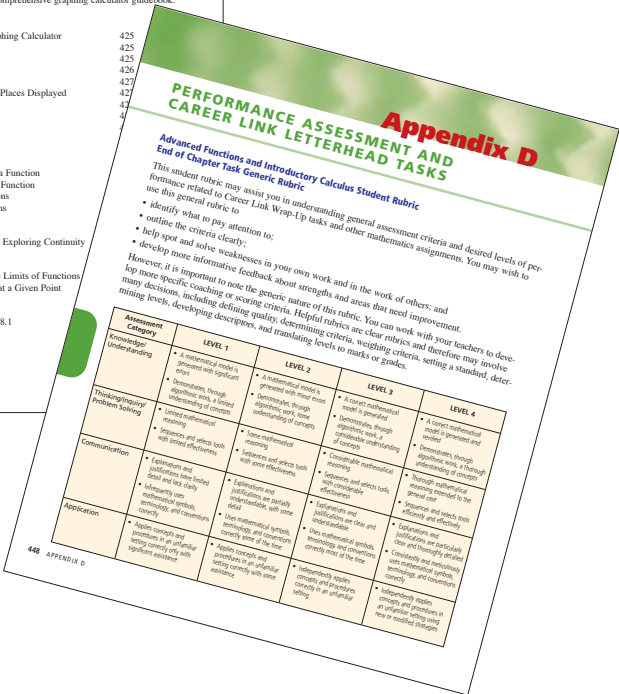 omprehensive graphing calculator guidebook.
phing Calculator 425
425
425
426
427
Places Displayed 427
a Function
Function
ons
ns
Exploring Continuity
Limits of Functions
at a Given Point
8.1
Appendix D
PERFORMANCE ASSESSMENT AND
CAREER LINK LETTERHEAD TASKS
Advanced Functions and Introductory Calculus Student Rubric
End of Chapter Task Generic Rubric
This student rubric may assist you in understanding general assessment criteria and desired levels of per-
formance related to Career Link Wrap-Up tasks and other mathematics assignments. You may wish to
use this general rubric to
• identify what to pay attention to;
• outline the criteria clearly;
• help spot and solve weaknesses in your own work and in the work of others; and
• develop more informative feedback about strengths and areas that need improvement.
However, it is important to note the generic nature of this rubric. You can work with your teachers to deve-
lop more specific coaching or scoring criteria. Helpful rubrics are clear rubrics and therefore may involve
many decisions, including defining quality, determining criteria, weighing criteria, setting a standard, deter-
mining levels, developing descriptors, and translating levels to marks or grades.
Assessment
Category
LEVEL 1
LEVEL 2
LEVEL 3
LEVEL 4
Knowledge/
Understanding
• A mathematical model is
generated with significant
errors
• Demonstrates, through
algorithmic work, a limited
understanding of concepts
• A mathematical model is
generated with minor errors
• Demonstrates, through
algorithmic work, some
understanding of concepts
• A correct mathematical
model is generated
• Demonstrates, through
algorithmic work, a
considerable understanding
of concepts
• A correct mathematical
model is generated and
verified
• Demonstrates, through
algorithmic work, a thorough
understanding of concepts
Thinking/Inquiry/
Problem Solving
• Limited mathematical
reasoning
• Sequences and selects tools
with limited effectiveness
• Some mathematical
reasoning
• Sequences and selects tools
with some effectiveness
• Considerable mathematical
reasoning
• Sequences and selects tools
with considerable
effectiveness
• Thorough mathematical
reasoning extended to the
general case
• Sequences and selects tools
efficiently and effectively
Communication
• Explanations and
justifications have limited
detail and lack clarity
• Infrequently uses
mathematical symbols,
terminology, and conventions
correctly
• Explanations and
justifications are partially
understandable, with some
detail
• Uses mathematical symbols,
terminology, and conventions
correctly some of the time
• Explanations and
justifications are clear and
understandable
• Uses mathematical symbols,
terminology, and conventions
correctly most of the time
• Explanations and
justifications are particularly
clear and thoroughly detailed
• Consistently and meticulously
uses mathematical symbols,
terminology, and conventions
correctly
Application
• Applies concepts and
procedures in an unfamiliar
setting correctly only with
significant assistance
• Applies concepts and
procedures in an unfamiliar
setting correctly with some
assistance
• Independently applies
concepts and procedures
correctly in an unfamiliar
setting
• Independently applies
concepts and procedures in
an unfamiliar setting using
new or modified strategies
448 APPENDIX D